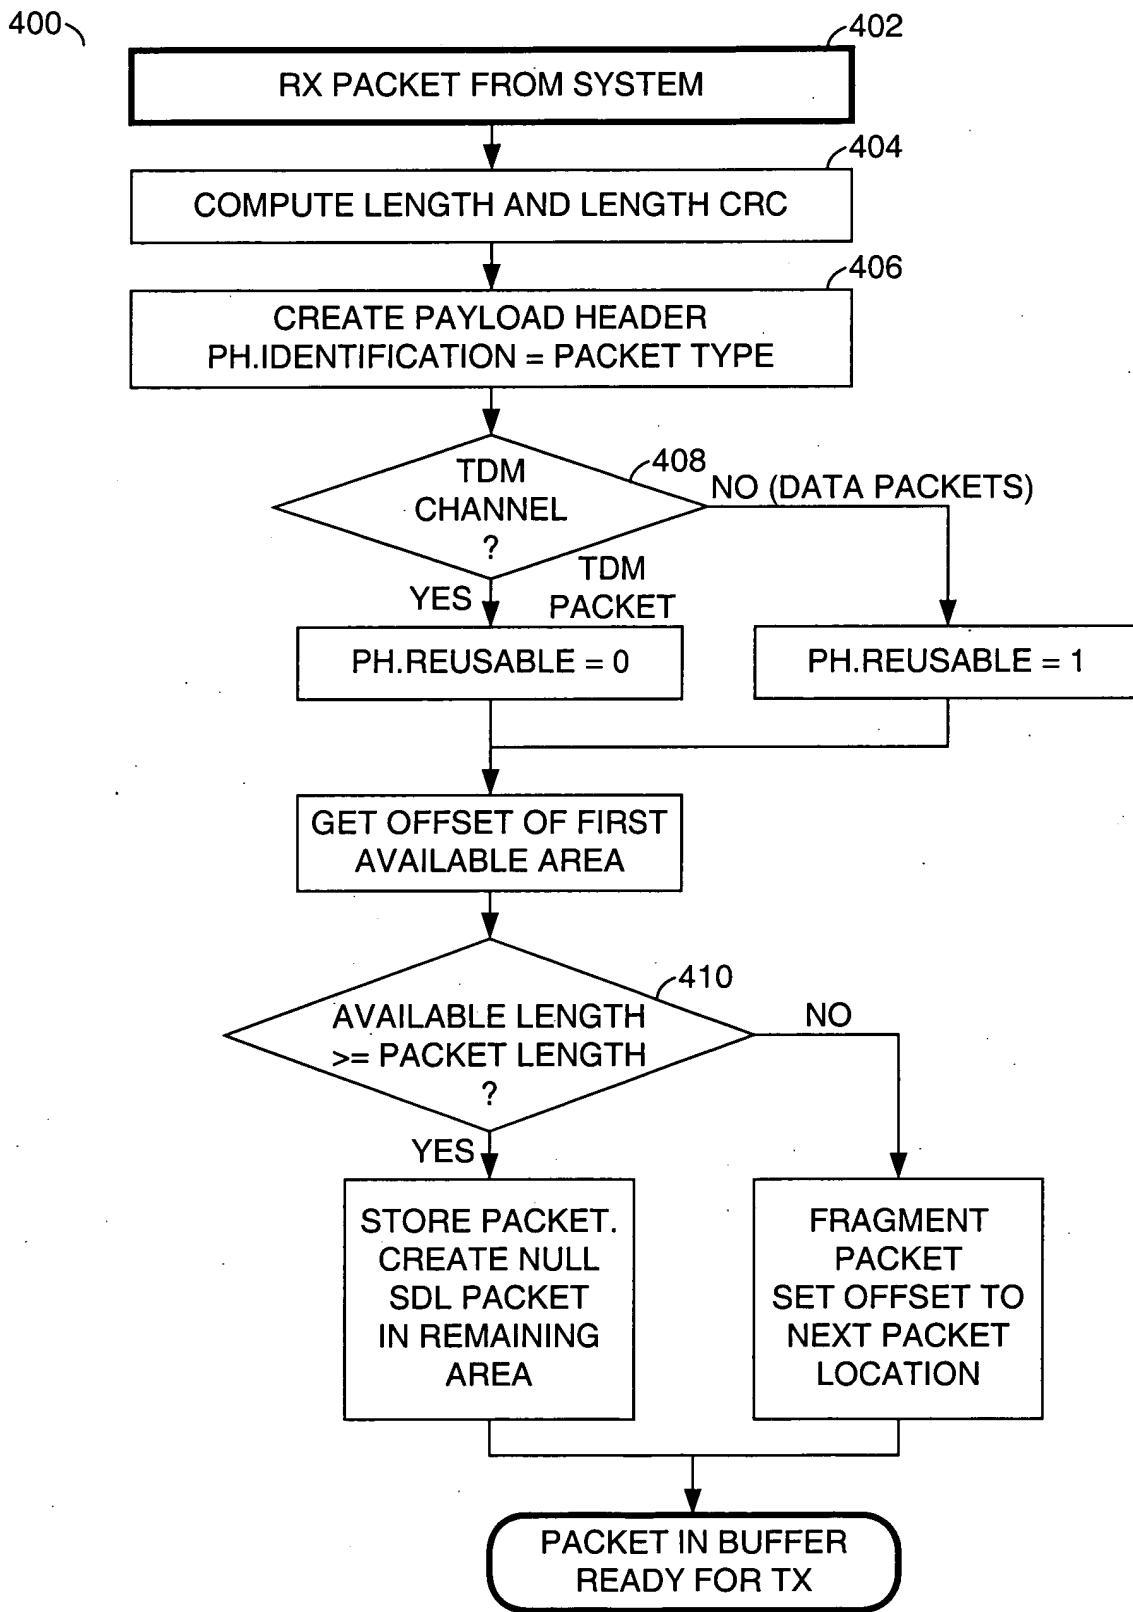 400
402
RX PACKET FROM SYSTEM
404
COMPUTE LENGTH AND LENGTH CRC
406
CREATE PAYLOAD HEADER
PH.IDENTIFICATION = PACKET TYPE
408
TDM
CHANNEL
?
NO (DATA PACKETS)
YES
TDM
PACKET
PH.REUSABLE = 0
PH.REUSABLE = 1
GET OFFSET OF FIRST
AVAILABLE AREA
410
AVAILABLE LENGTH
>= PACKET LENGTH
?
NO
YES
STORE PACKET.
CREATE NULL
SDL PACKET
IN REMAINING
AREA
FRAGMENT
PACKET
SET OFFSET TO
NEXT PACKET
LOCATION
PACKET IN BUFFER
READY FOR TX